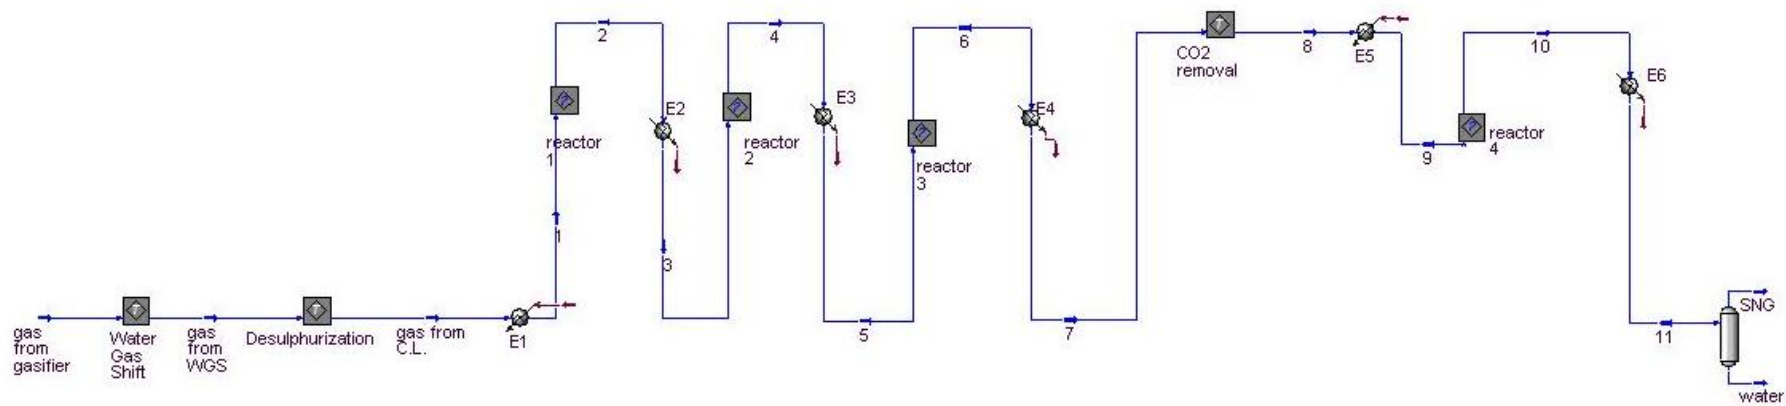 gas
from
gasifier
Water
Gas
Shift
gas
from
WGS
Desulphurization
gas from
C.L.
E1
1
reactor
1
2
E2
3
reactor
2
4
E3
5
reactor
3
6
E4
7
CO2
removal
8
E5
9
reactor
4
10
E6
11
SNG
water